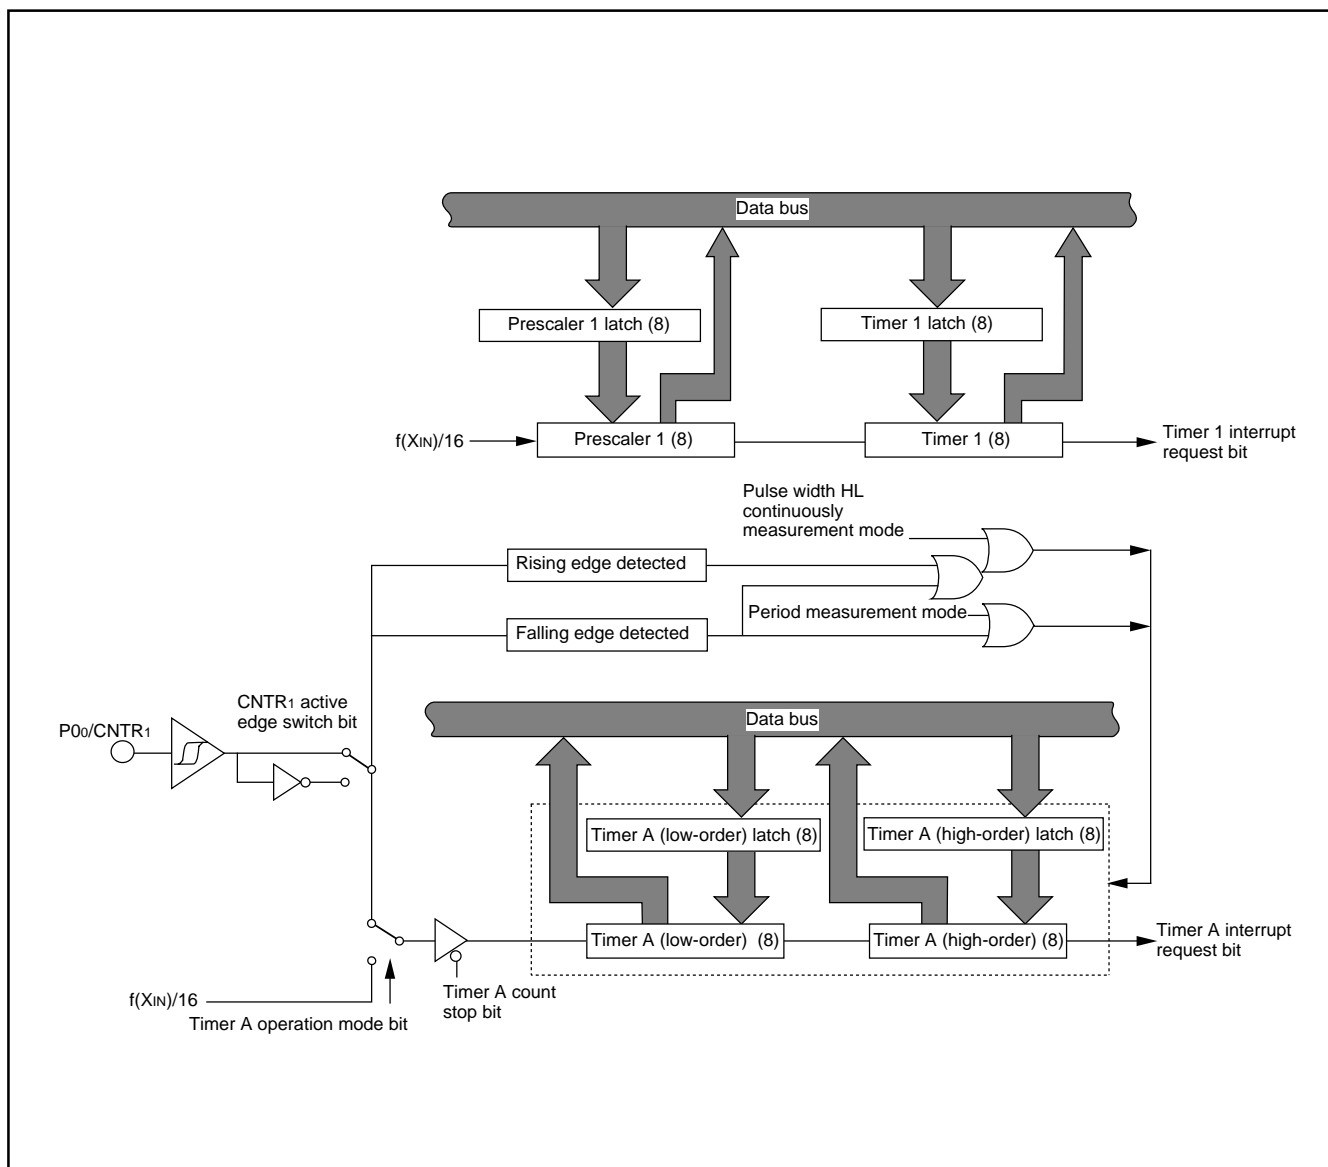 Data bus
Prescaler 1 latch (8)
Timer 1 latch (8)
f(XIN)/16
Prescaler 1 (8)
Timer 1 (8)
Timer 1 interrupt
request bit
Pulse width HL
continuously
measurement mode
Rising edge detected
Period measurement mode
Falling edge detected
CNTR1 active
edge switch bit
P00/CNTR1
Data bus
Timer A (low-order) latch (8)
Timer A (high-order) latch (8)
Timer A (low-order) (8)
Timer A (high-order) (8)
Timer A interrupt
request bit
f(XIN)/16
Timer A operation mode bit
Timer A count
stop bit